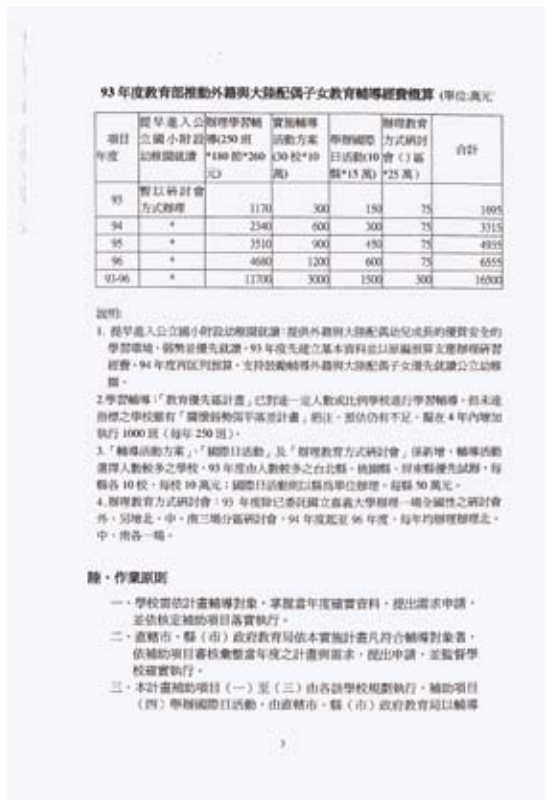 93 年度教育部推動外籍與大陸配偶子女教育輔導經費概算 (單位:萬元
項目
年度
提早進入公立國小附設幼稚園就讀
辦理學習輔導(250 班*180 節*260 元)
實施輔導活動方案(30 校*10 萬)
舉辦國際日活動(10 縣*15 萬)
辦理教育方式研討會 ( ) 區*25 萬)
合計
93 暫以研討會方式辦理 1170 300 150 75 1695
94 * 2340 600 300 75 3315
95 * 3510 900 450 75 4935
96 * 4680 1200 600 75 6555
93-96 * 11700 3000 1500 300 16500
說明:
1. 提早進入公立國小附設幼稚園就讀:提供外籍與大陸配偶幼兒成長的優質安全的
學習環境,弱勢並優先就讀,93 年度先建立基本資料並以原編預算支應辦理研習
經費,94 年度再匡列預算,支持鼓勵輔導外籍與大陸配偶子女優先就讀公立幼稚
園。
2.學習輔導:「教育優先區計畫」已對達一定人數或比例學校進行學習輔導,但未達
指標之學校雖有「關懷弱勢弭平落差計畫」挹注,預估仍有不足,擬在 4 年內增加
執行 1000 班 (每年 250 班)。
3.「輔導活動方案」,「國際日活動」及「辦理教育方式研討會」係新增,輔導活動
選擇人數較多之學校,93 年度由人數較多之台北縣、桃園縣、屏東縣優先試辦,每
縣各 10 校,每校 10 萬元;國際日活動則以縣為單位辦理,每縣 50 萬元。
4.辦理教育方式研討會:93 年度除已委託國立嘉義大學辦理一場全國性之研討會
外,另增北、中、南三場分區研討會,94 年度起至 96 年度,每年均辦理辦理北、
中、南各一場。
陸、作業原則
一、學校需依計畫輔導對象,掌握當年度確實資料,提出需求申請,
並依核定補助項目落實執行。
二、直轄市、縣(市)政府教育局依本實施計畫凡符合輔導對象者,
依補助項目審核彙整當年度之計畫與需求,提出申請,並監督學
校確實執行。
三、本計畫補助項目(一)至(三)由各該學校規劃執行,補助項目
(四)舉辦國際日活動,由直轄市、縣(市)政府教育局以輔導
3